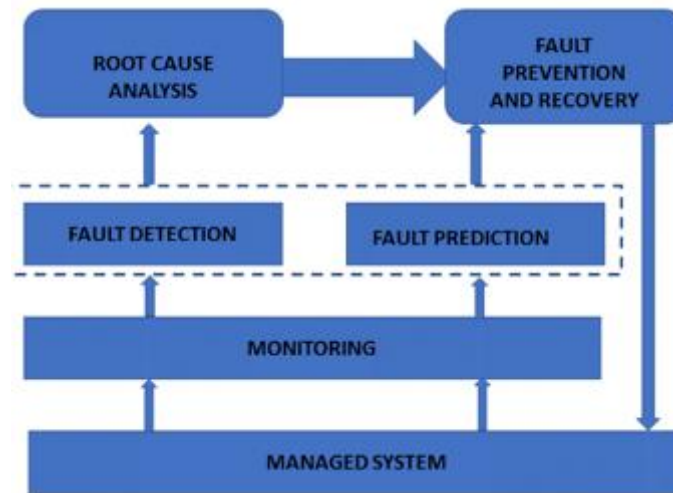 ROOT CAUSE
ANALYSIS
FAULT
PREVENTION
AND RECOVERY
FAULT DETECTION
FAULT PREDICTION
MONITORING
MANAGED SYSTEM